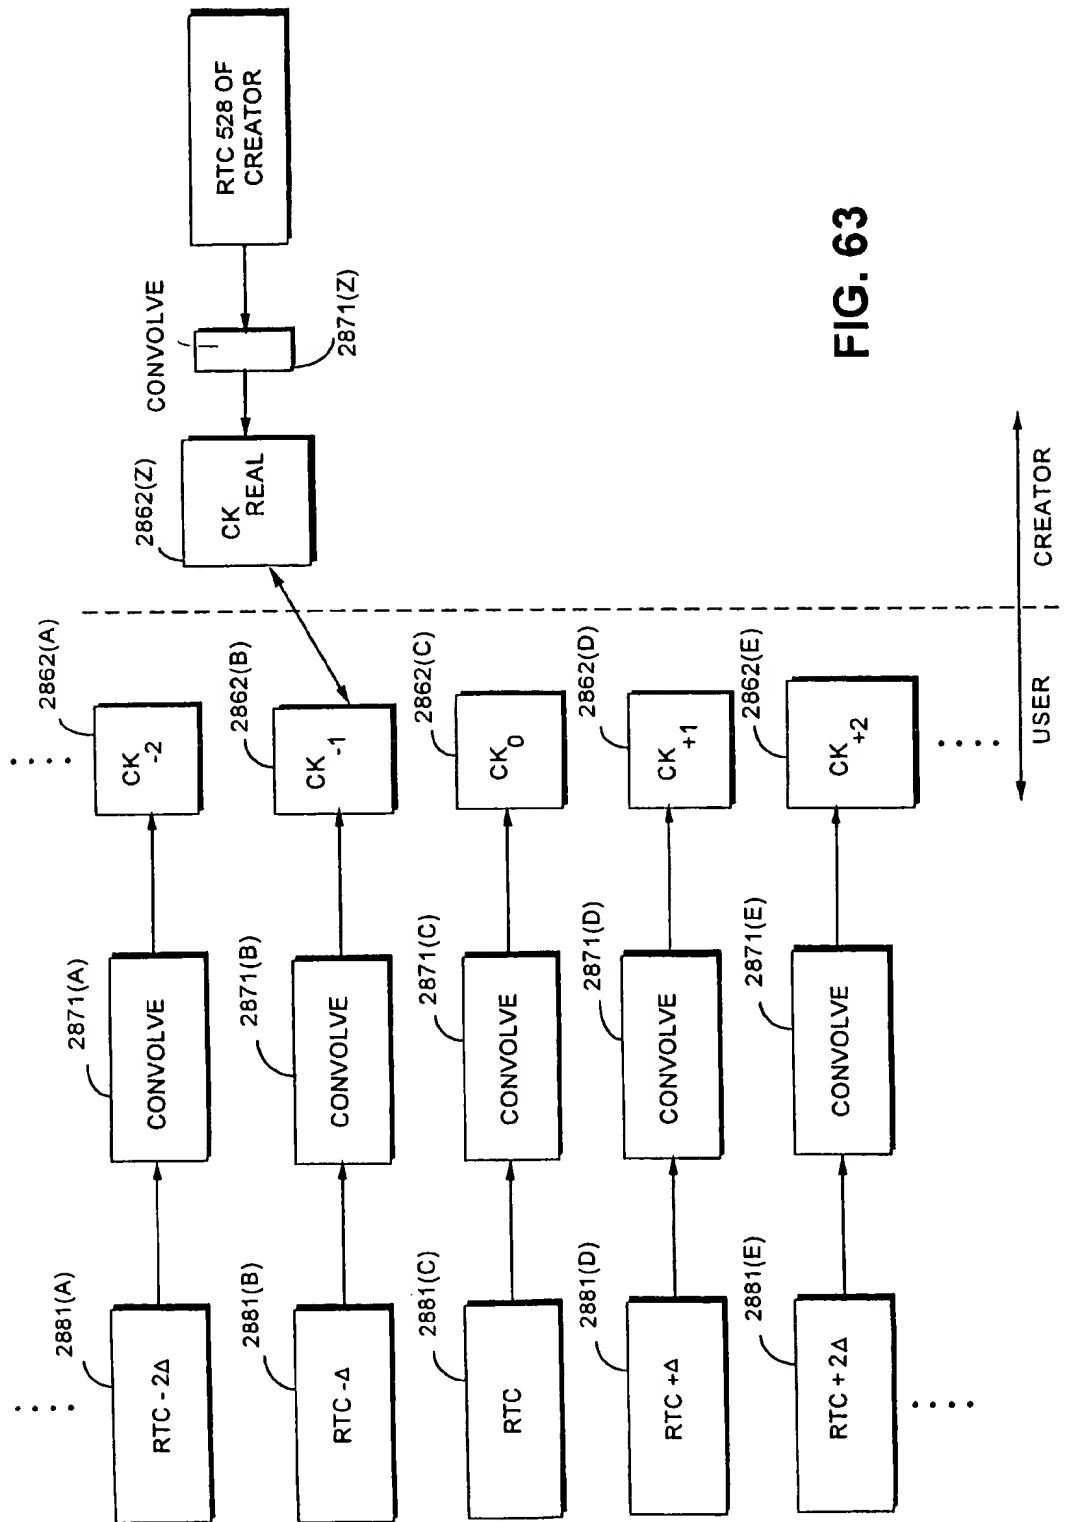 2881(A)
RTC - 2Δ
2871(A)
CONVOLVE
2862(A)
CK -2
2881(B)
RTC -Δ
2871(B)
CONVOLVE
2862(B)
CK -1
2881(C)
RTC
2871(C)
CONVOLVE
2862(C)
CK 0
2881(D)
RTC +Δ
2871(D)
CONVOLVE
2862(D)
CK +1
2881(E)
RTC + 2Δ
2871(E)
CONVOLVE
2862(E)
CK +2
2862(Z)
CK REAL
CONVOLVE
2871(Z)
RTC 528 OF
CREATOR
USER
CREATOR
FIG. 63